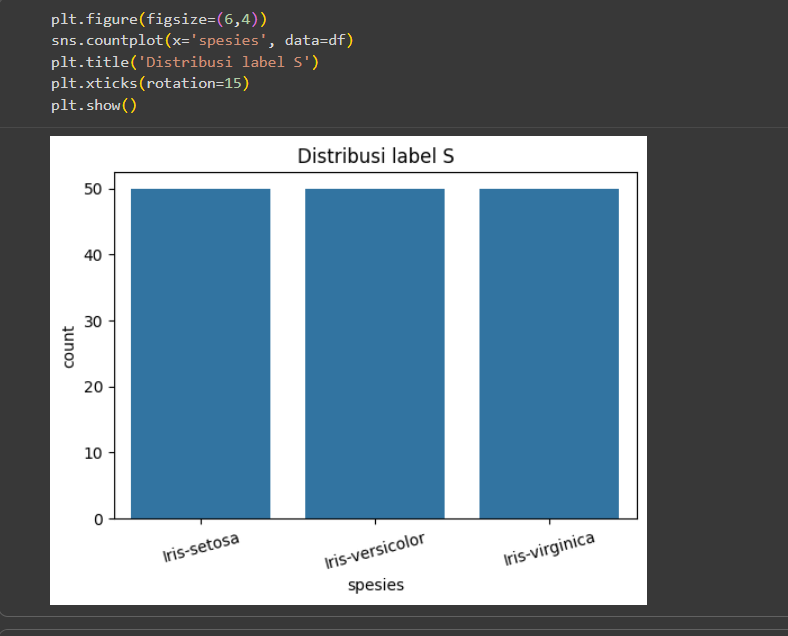 plt.figure(figsize=(6,4))
sns.countplot(x='spesies', data=df)
plt.title('Distribusi label S')
plt.xticks(rotation=15)
plt.show()
Distribusi label S
50
40
30
20
10
0
count
Iris-setosa
Iris-versicolor
Iris-virginica
spesies